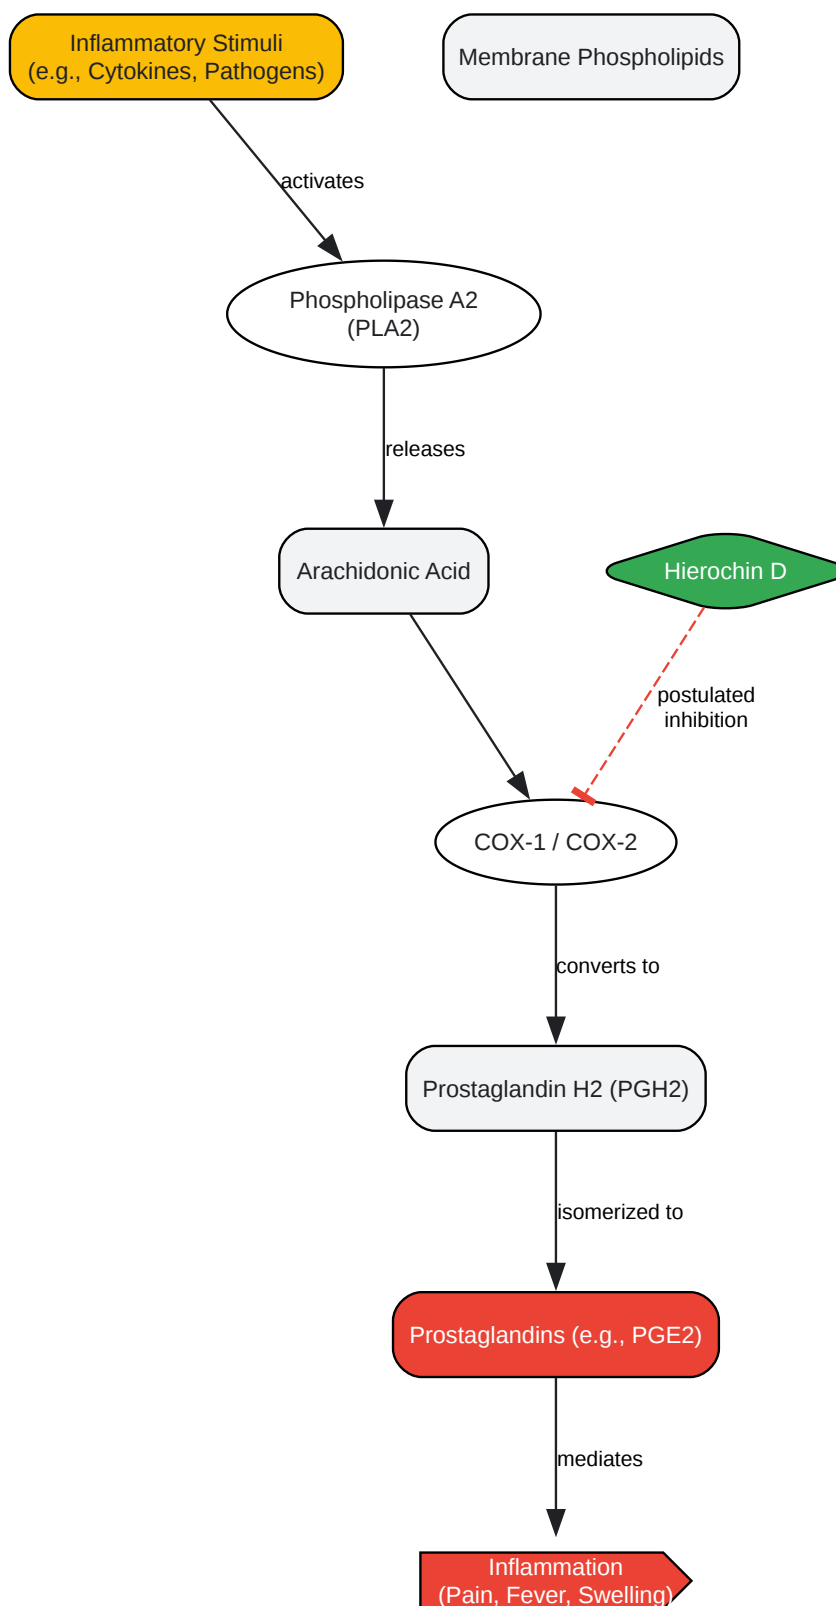 Inflammatory Stimuli
(e.g., Cytokines, Pathogens)
Membrane Phospholipids
activates
Phospholipase A2
(PLA2)
releases
Arachidonic Acid
Hierochin D
postulated
inhibition
COX-1 / COX-2
converts to
Prostaglandin H2 (PGH2)
isomerized to
Prostaglandins (e.g., PGE2)
mediates
Inflammation
(Pain, Fever, Swelling)